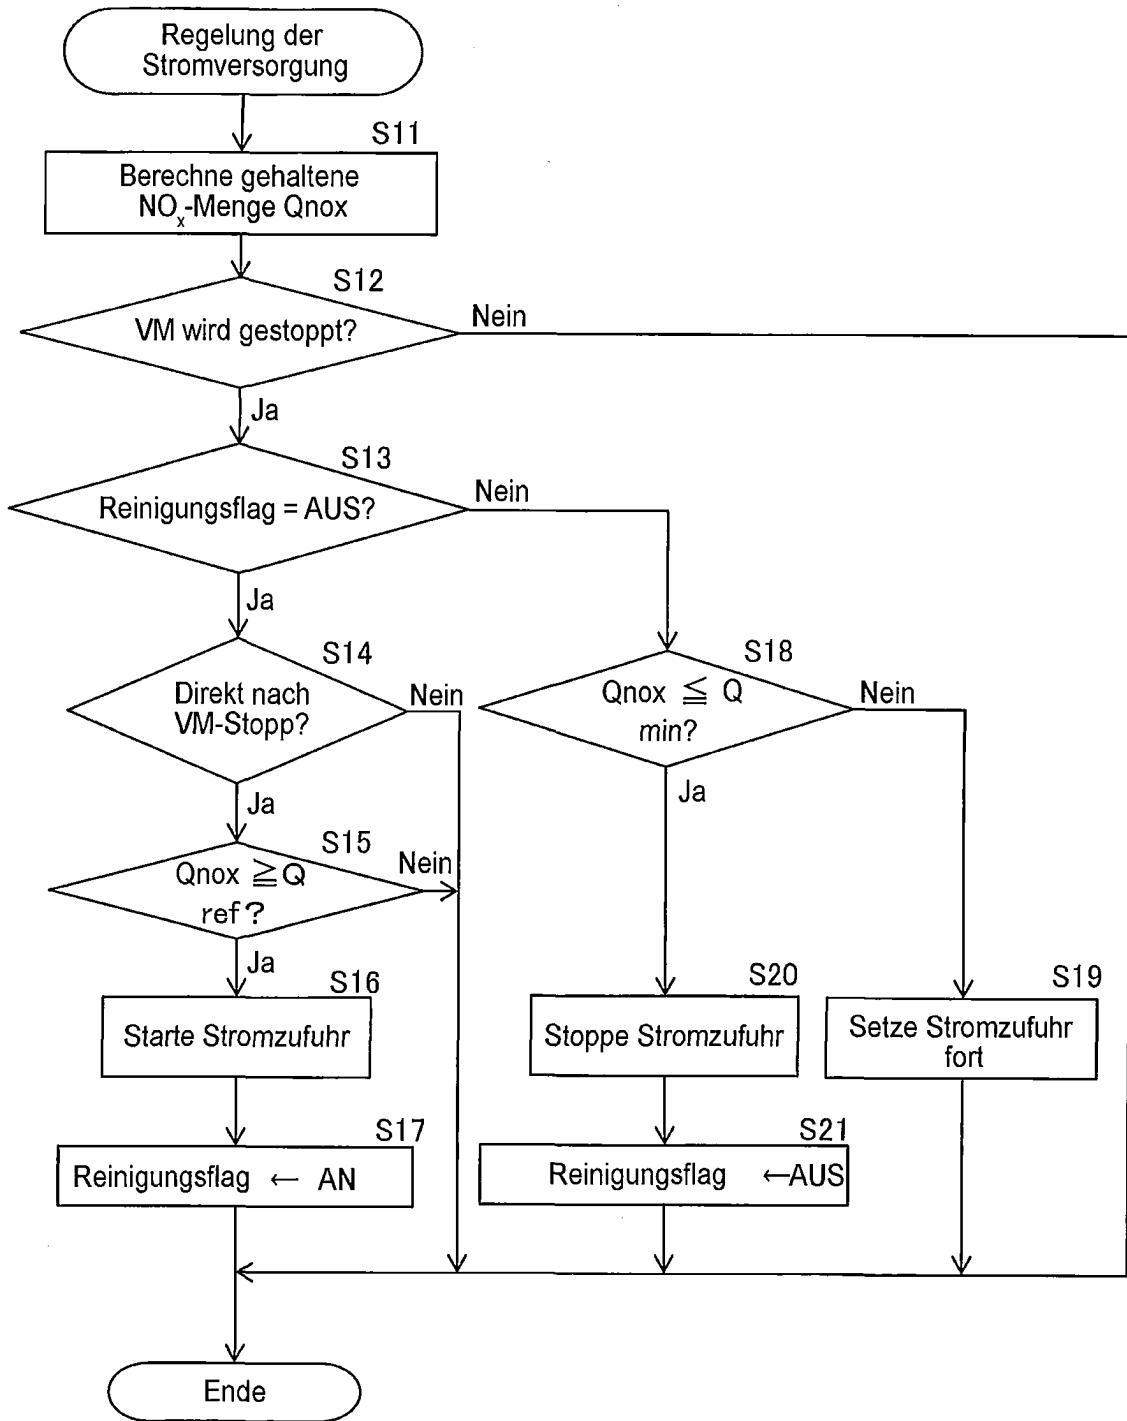 Regelung der
Stromversorgung
S11
Berechne gehaltene
NOx-Menge Qnox
S12
VM wird gestoppt?
Nein
Ja
S13
Reinigungsflag = AUS?
Nein
Ja
S14
Direkt nach
VM-Stopp?
Nein
S18
Qnox ≦ Q
min?
Nein
Ja
Ja
S15
Qnox ≧ Q
ref?
Nein
Ja
S16
Starte Stromzufuhr
S20
Stoppe Stromzufuhr
S19
Setze Stromzufuhr
fort
S17
Reinigungsflag ← AN
S21
Reinigungsflag ←AUS
Ende